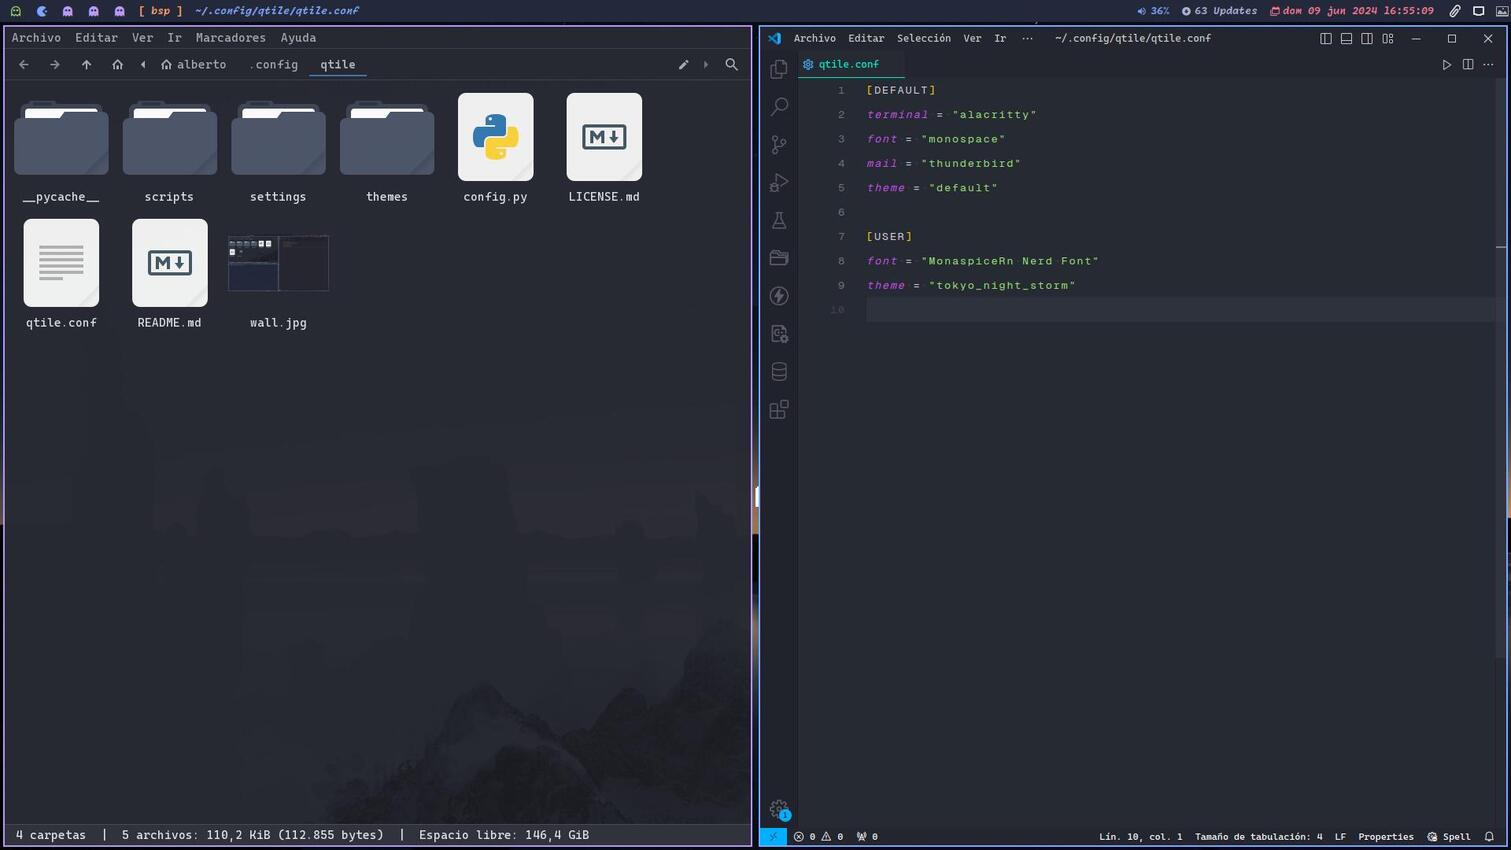 [ bsp ] ~/.config/qtile/qtile.conf
36% 63 Updates dom 09 jun 2024 16:55:09
Archivo Editar Ver Ir Marcadores Ayuda
alberto .config qtile
__pycache__ scripts settings themes config.py LICENSE.md
qtile.conf README.md wall.jpg
4 carpetas | 5 archivos: 110,2 KiB (112.855 bytes) | Espacio libre: 146,4 GiB
Archivo Editar Selección Ver Ir ··· ~/.config/qtile/qtile.conf
qtile.conf
1 [DEFAULT]
2 terminal = "alacritty"
3 font = "monospace"
4 mail = "thunderbird"
5 theme = "default"
6
7 [USER]
8 font = "MonaspiceRn Nerd Font"
9 theme = "tokyo_night_storm"
10
1
0 0 0 Lín. 10, col. 1 Tamaño de tabulación: 4 LF Properties Spell